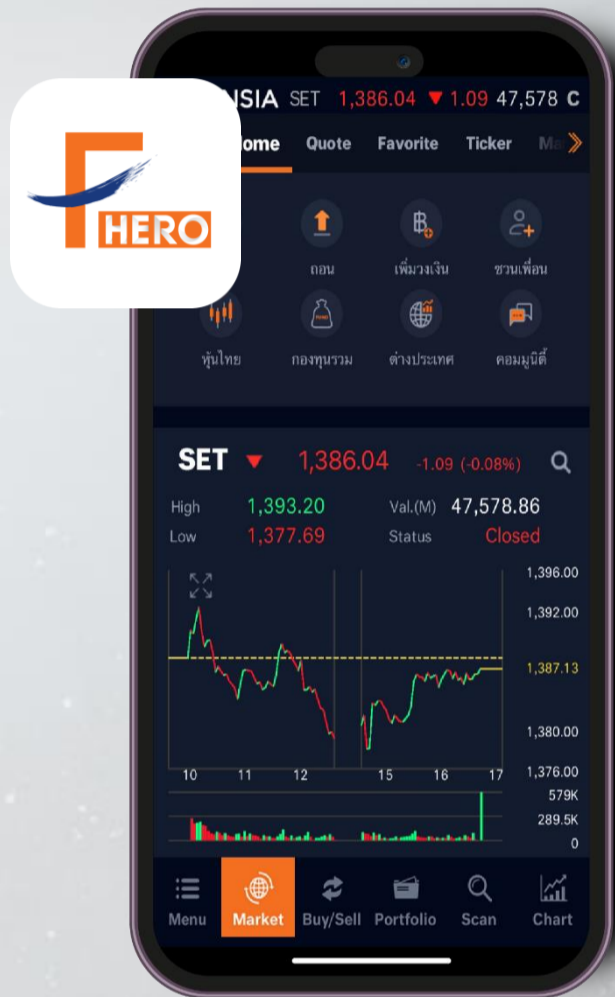 NSIA SET 1,386.04 ▼ 1.09 47,578 C
HERO
ome Quote Favorite Ticker Ma
ถอน เพิ่มวงเงิน ชวนเพื่อน
หุ้นไทย กองทุนรวม ต่างประเทศ คอมมูนิตี้
SET ▼ 1,386.04 -1.09 (-0.08%)
High 1,393.20 Val.(M) 47,578.86
Low 1,377.69 Status Closed
1,396.00
1,392.00
1,387.13
1,380.00
1,376.00
10 11 12 15 16 17
579K
289.5K
0
Menu Market Buy/Sell Portfolio Scan Chart